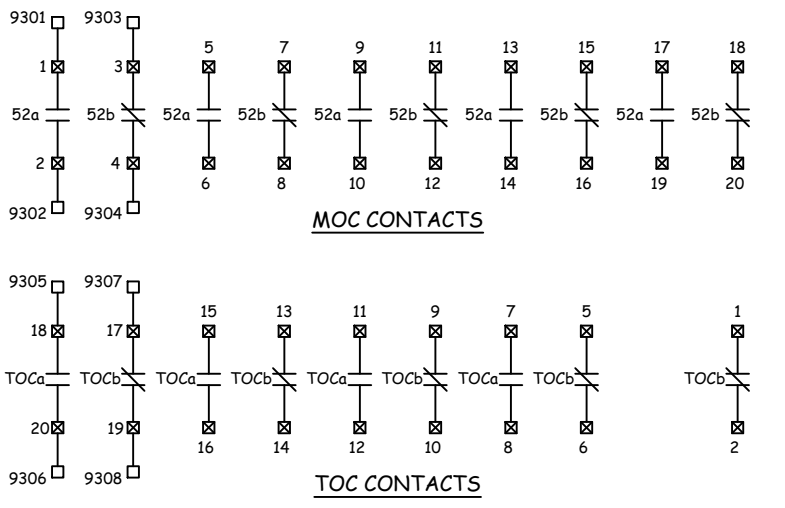 9301 9303
5 7 9 11 13 15 17 18
1 3
52a 52b 52a 52b 52a 52b 52a 52b 52a 52b
2 4
6 8 10 12 14 16 19 20
9302 9304
MOC CONTACTS
9305 9307
15 13 11 9 7 5 1
18 17
TOCa TOCb TOCa TOCb TOCa TOCb TOCa TOCb TOCb
20 19
16 14 12 10 8 6 2
9306 9308
TOC CONTACTS